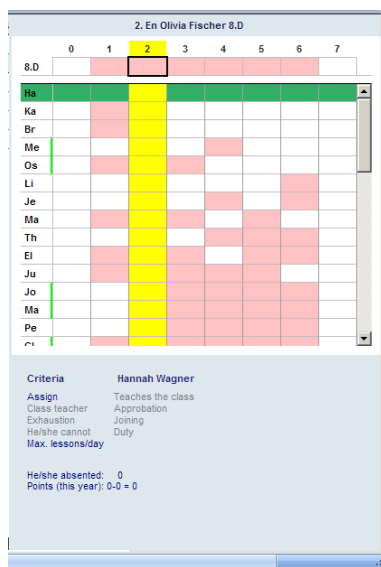 2. En Olivia Fischer 8.D
0 1 2 3 4 5 6 7
8.D
Ha
Ka
Br
Me
Os
Li
Je
Ma
Th
El
Ju
Jo
Ma
Pe
Criteria Hannah Wagner
Assign Teaches the class
Class teacher Approbation
Exhaustion Joining
He/she cannot Duty
Max. lessons/day
He/she absented: 0
Points (this year): 0-0 = 0